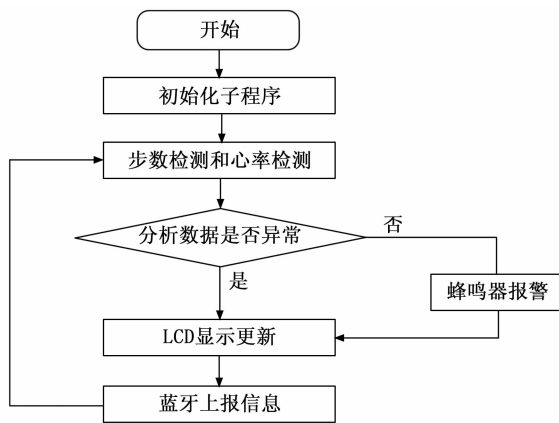 开始
初始化子程序
步数检测和心率检测
分析数据是否异常
否
是
蜂鸣器报警
LCD显示更新
蓝牙上报信息